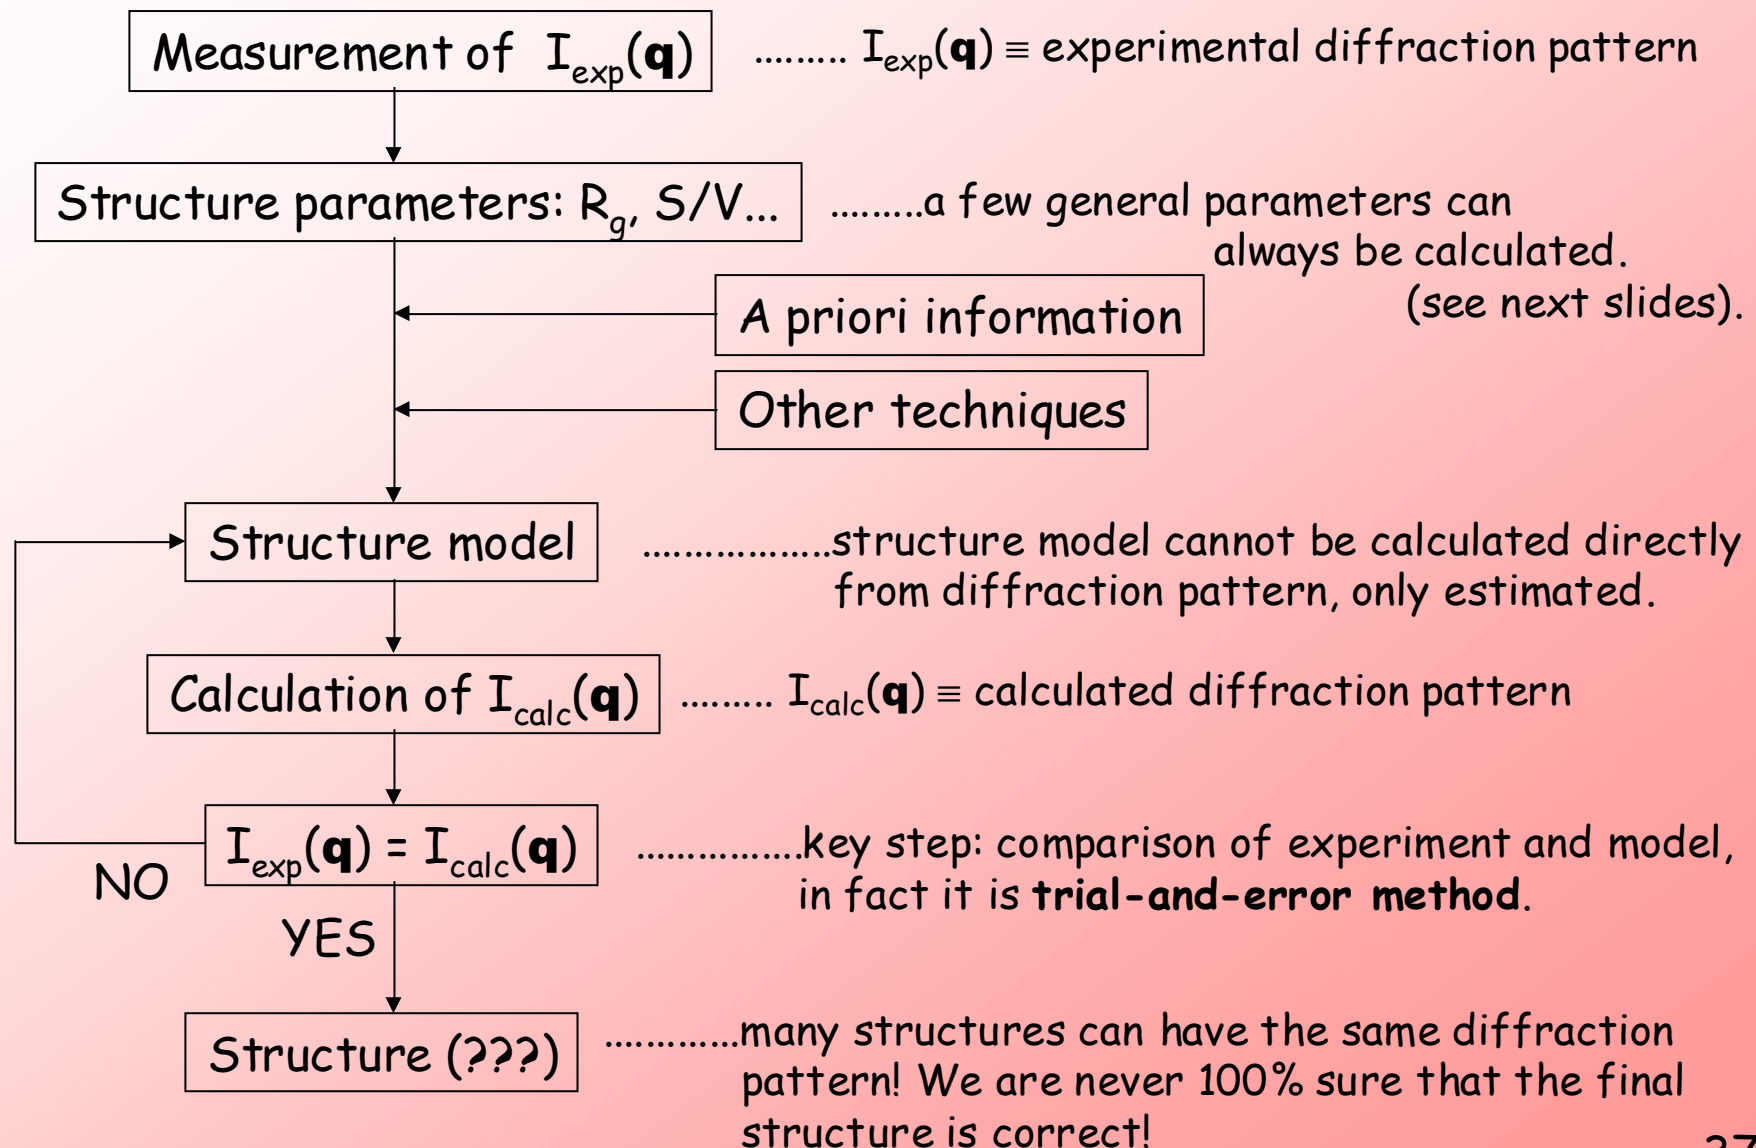 Measurement of I_exp(q) ......... I_exp(q) ≡ experimental diffraction pattern
Structure parameters: R_g, S/V... .........a few general parameters can
always be calculated.
(see next slides).
A priori information
Other techniques
Structure model ..................structure model cannot be calculated directly
from diffraction pattern, only estimated.
Calculation of I_calc(q) ......... I_calc(q) ≡ calculated diffraction pattern
I_exp(q) = I_calc(q) ................key step: comparison of experiment and model,
in fact it is trial-and-error method.
NO
YES
Structure (???) .............many structures can have the same diffraction
pattern! We are never 100% sure that the final
structure is correct!